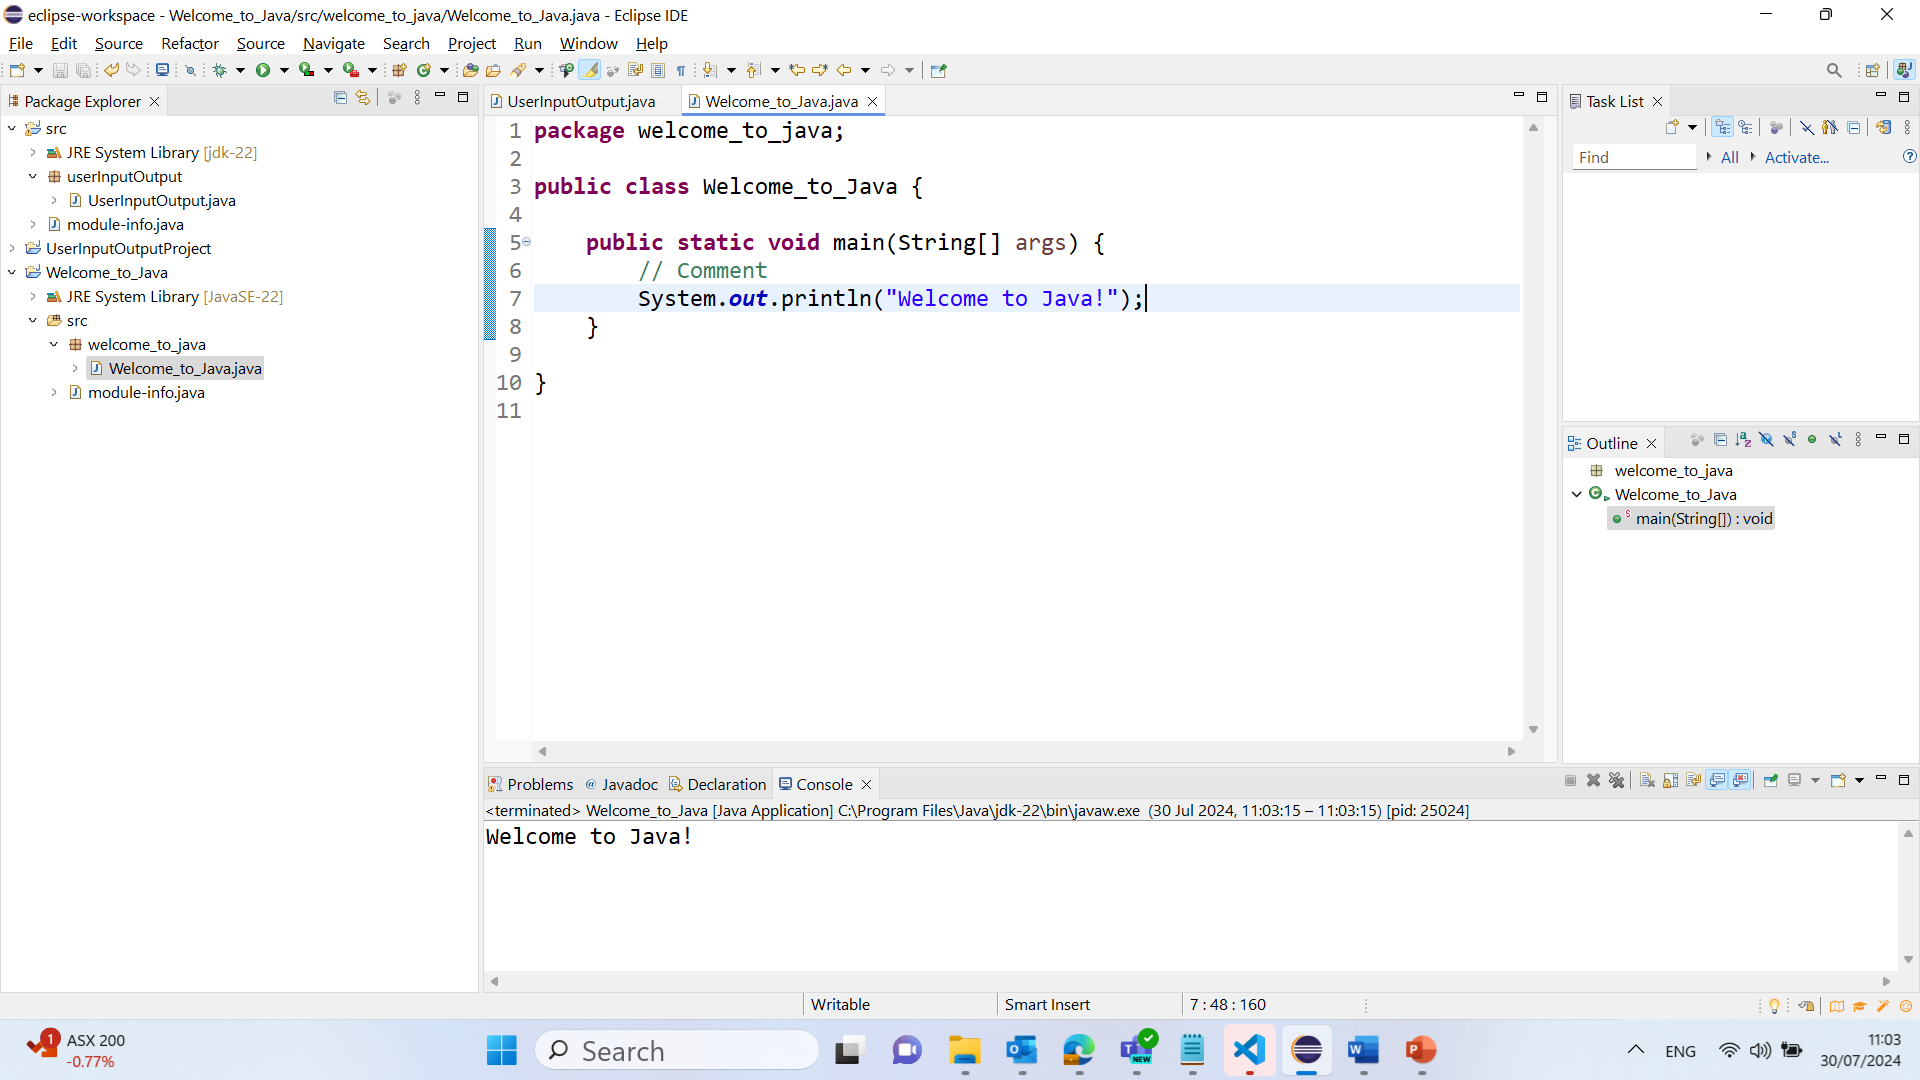 eclipse-workspace - Welcome_to_Java/src/welcome_to_java/Welcome_to_Java.java - Eclipse IDE
File Edit Source Refactor Source Navigate Search Project Run Window Help
Package Explorer
src
JRE System Library [jdk-22]
userInputOutput
UserInputOutput.java
module-info.java
UserInputOutputProject
Welcome_to_Java
JRE System Library [JavaSE-22]
src
welcome_to_java
Welcome_to_Java.java
module-info.java
UserInputOutput.java Welcome_to_Java.java
1 package welcome_to_java;
2
3 public class Welcome_to_Java {
4
5 public static void main(String[] args) {
6 // Comment
7 System.out.println("Welcome to Java!");
8 }
9
10 }
11
Task List
Find All Activate...
Outline
welcome_to_java
Welcome_to_Java
main(String[]) : void
Problems Javadoc Declaration Console
<terminated> Welcome_to_Java [Java Application] C:\Program Files\Java\jdk-22\bin\javaw.exe (30 Jul 2024, 11:03:15 – 11:03:15) [pid: 25024]
Welcome to Java!
Writable Smart Insert 7 : 48 : 160
1 ASX 200
-0.77%
Search
NEW
ENG
11:03
30/07/2024